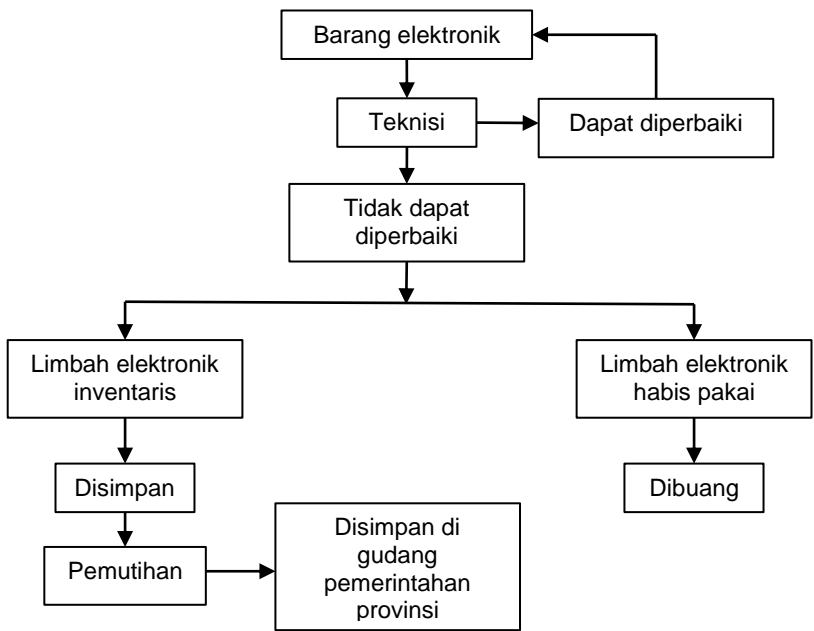 Barang elektronik
Teknisi
Dapat diperbaiki
Tidak dapat
diperbaiki
Limbah elektronik
inventaris
Limbah elektronik
habis pakai
Disimpan
Dibuang
Pemutihan
Disimpan di
gudang
pemerintahan
provinsi